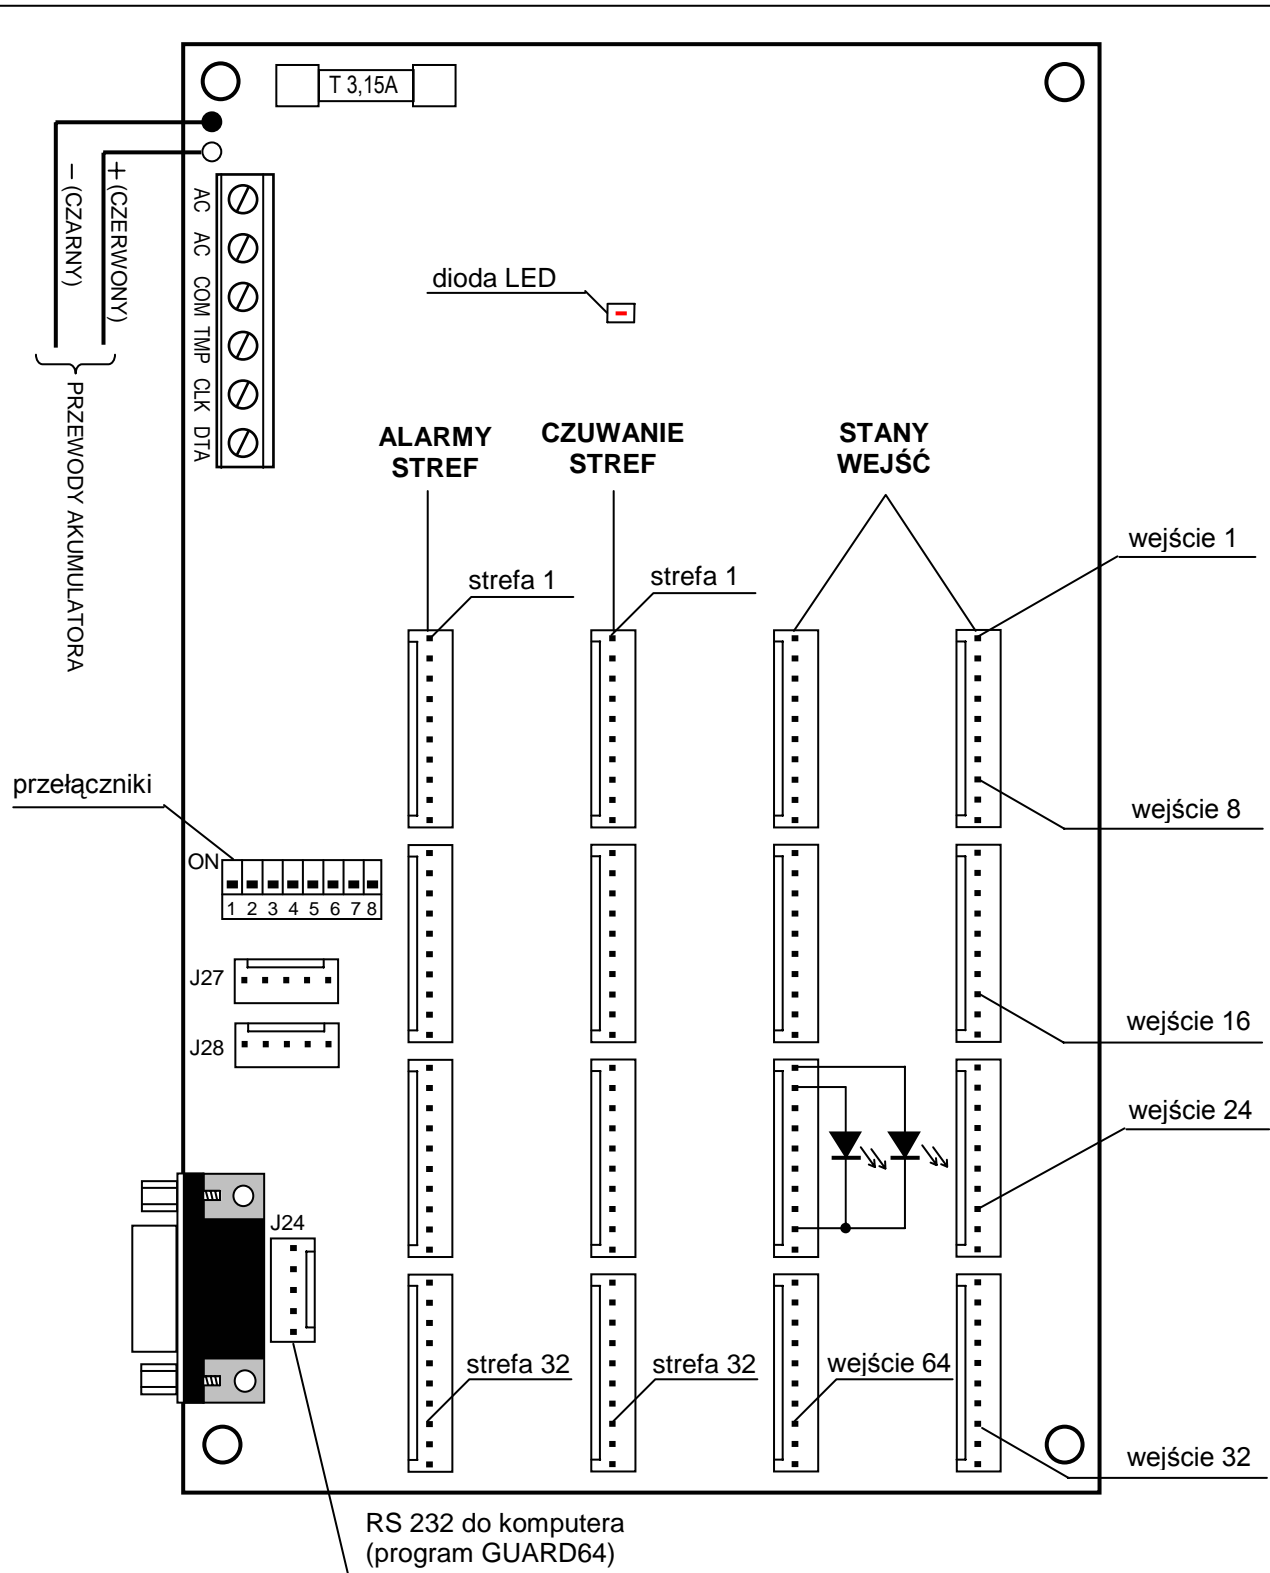 T 3,15A
– (CZARNY)
+ (CZERWONY)
AC
AC
COM
TMP
CLK
DTA
PRZEWODY AKUMULATORA
dioda LED
ALARMY
STREF
CZUWANIE
STREF
STANY
WEJŚĆ
wejście 1
strefa 1
strefa 1
przełączniki
wejście 8
ON
1 2 3 4 5 6 7 8
J27
wejście 16
J28
wejście 24
J24
strefa 32
strefa 32
wejście 64
wejście 32
RS 232 do komputera
(program GUARD64)